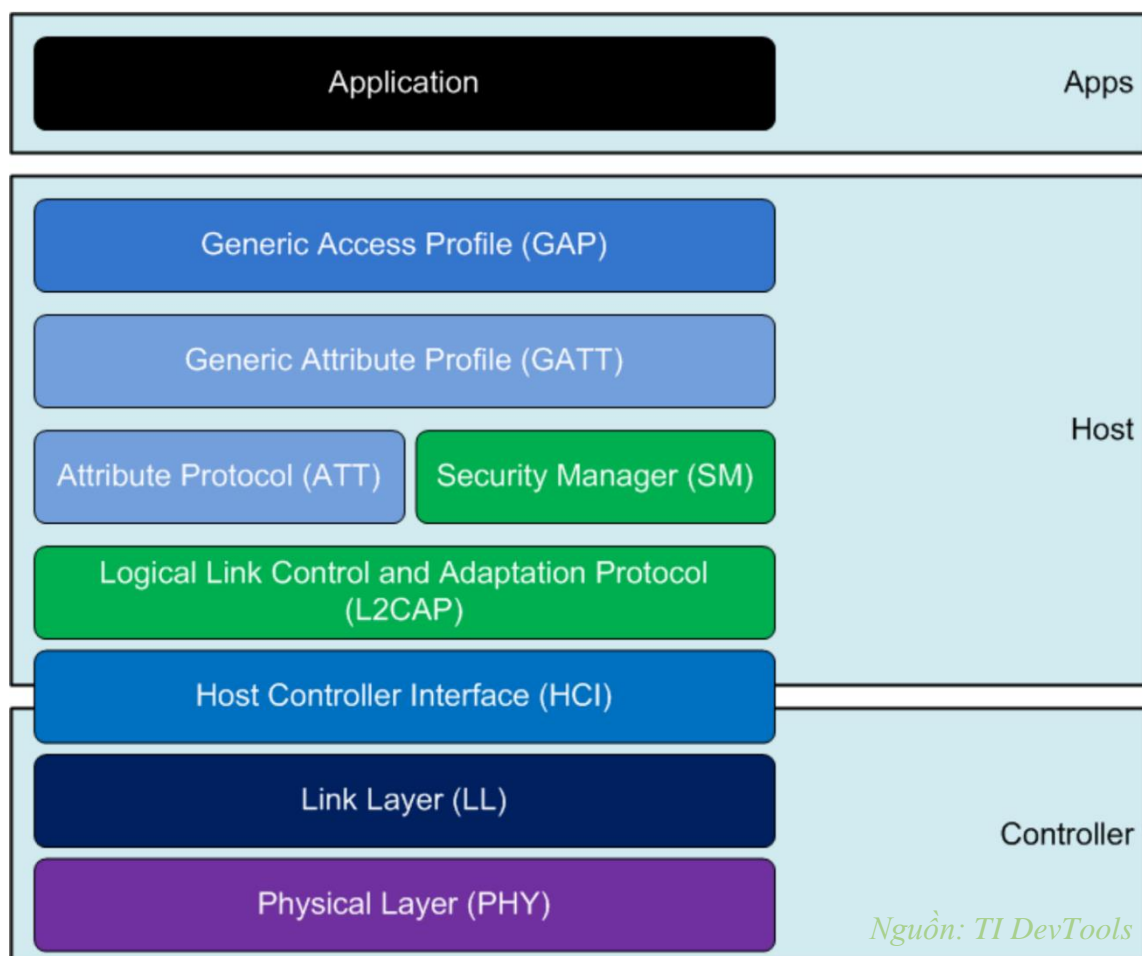 Application
Apps
Generic Access Profile (GAP)
Generic Attribute Profile (GATT)
Host
Attribute Protocol (ATT)
Security Manager (SM)
Logical Link Control and Adaptation Protocol
(L2CAP)
Host Controller Interface (HCI)
Link Layer (LL)
Controller
Physical Layer (PHY)
Nguồn: TI DevTools